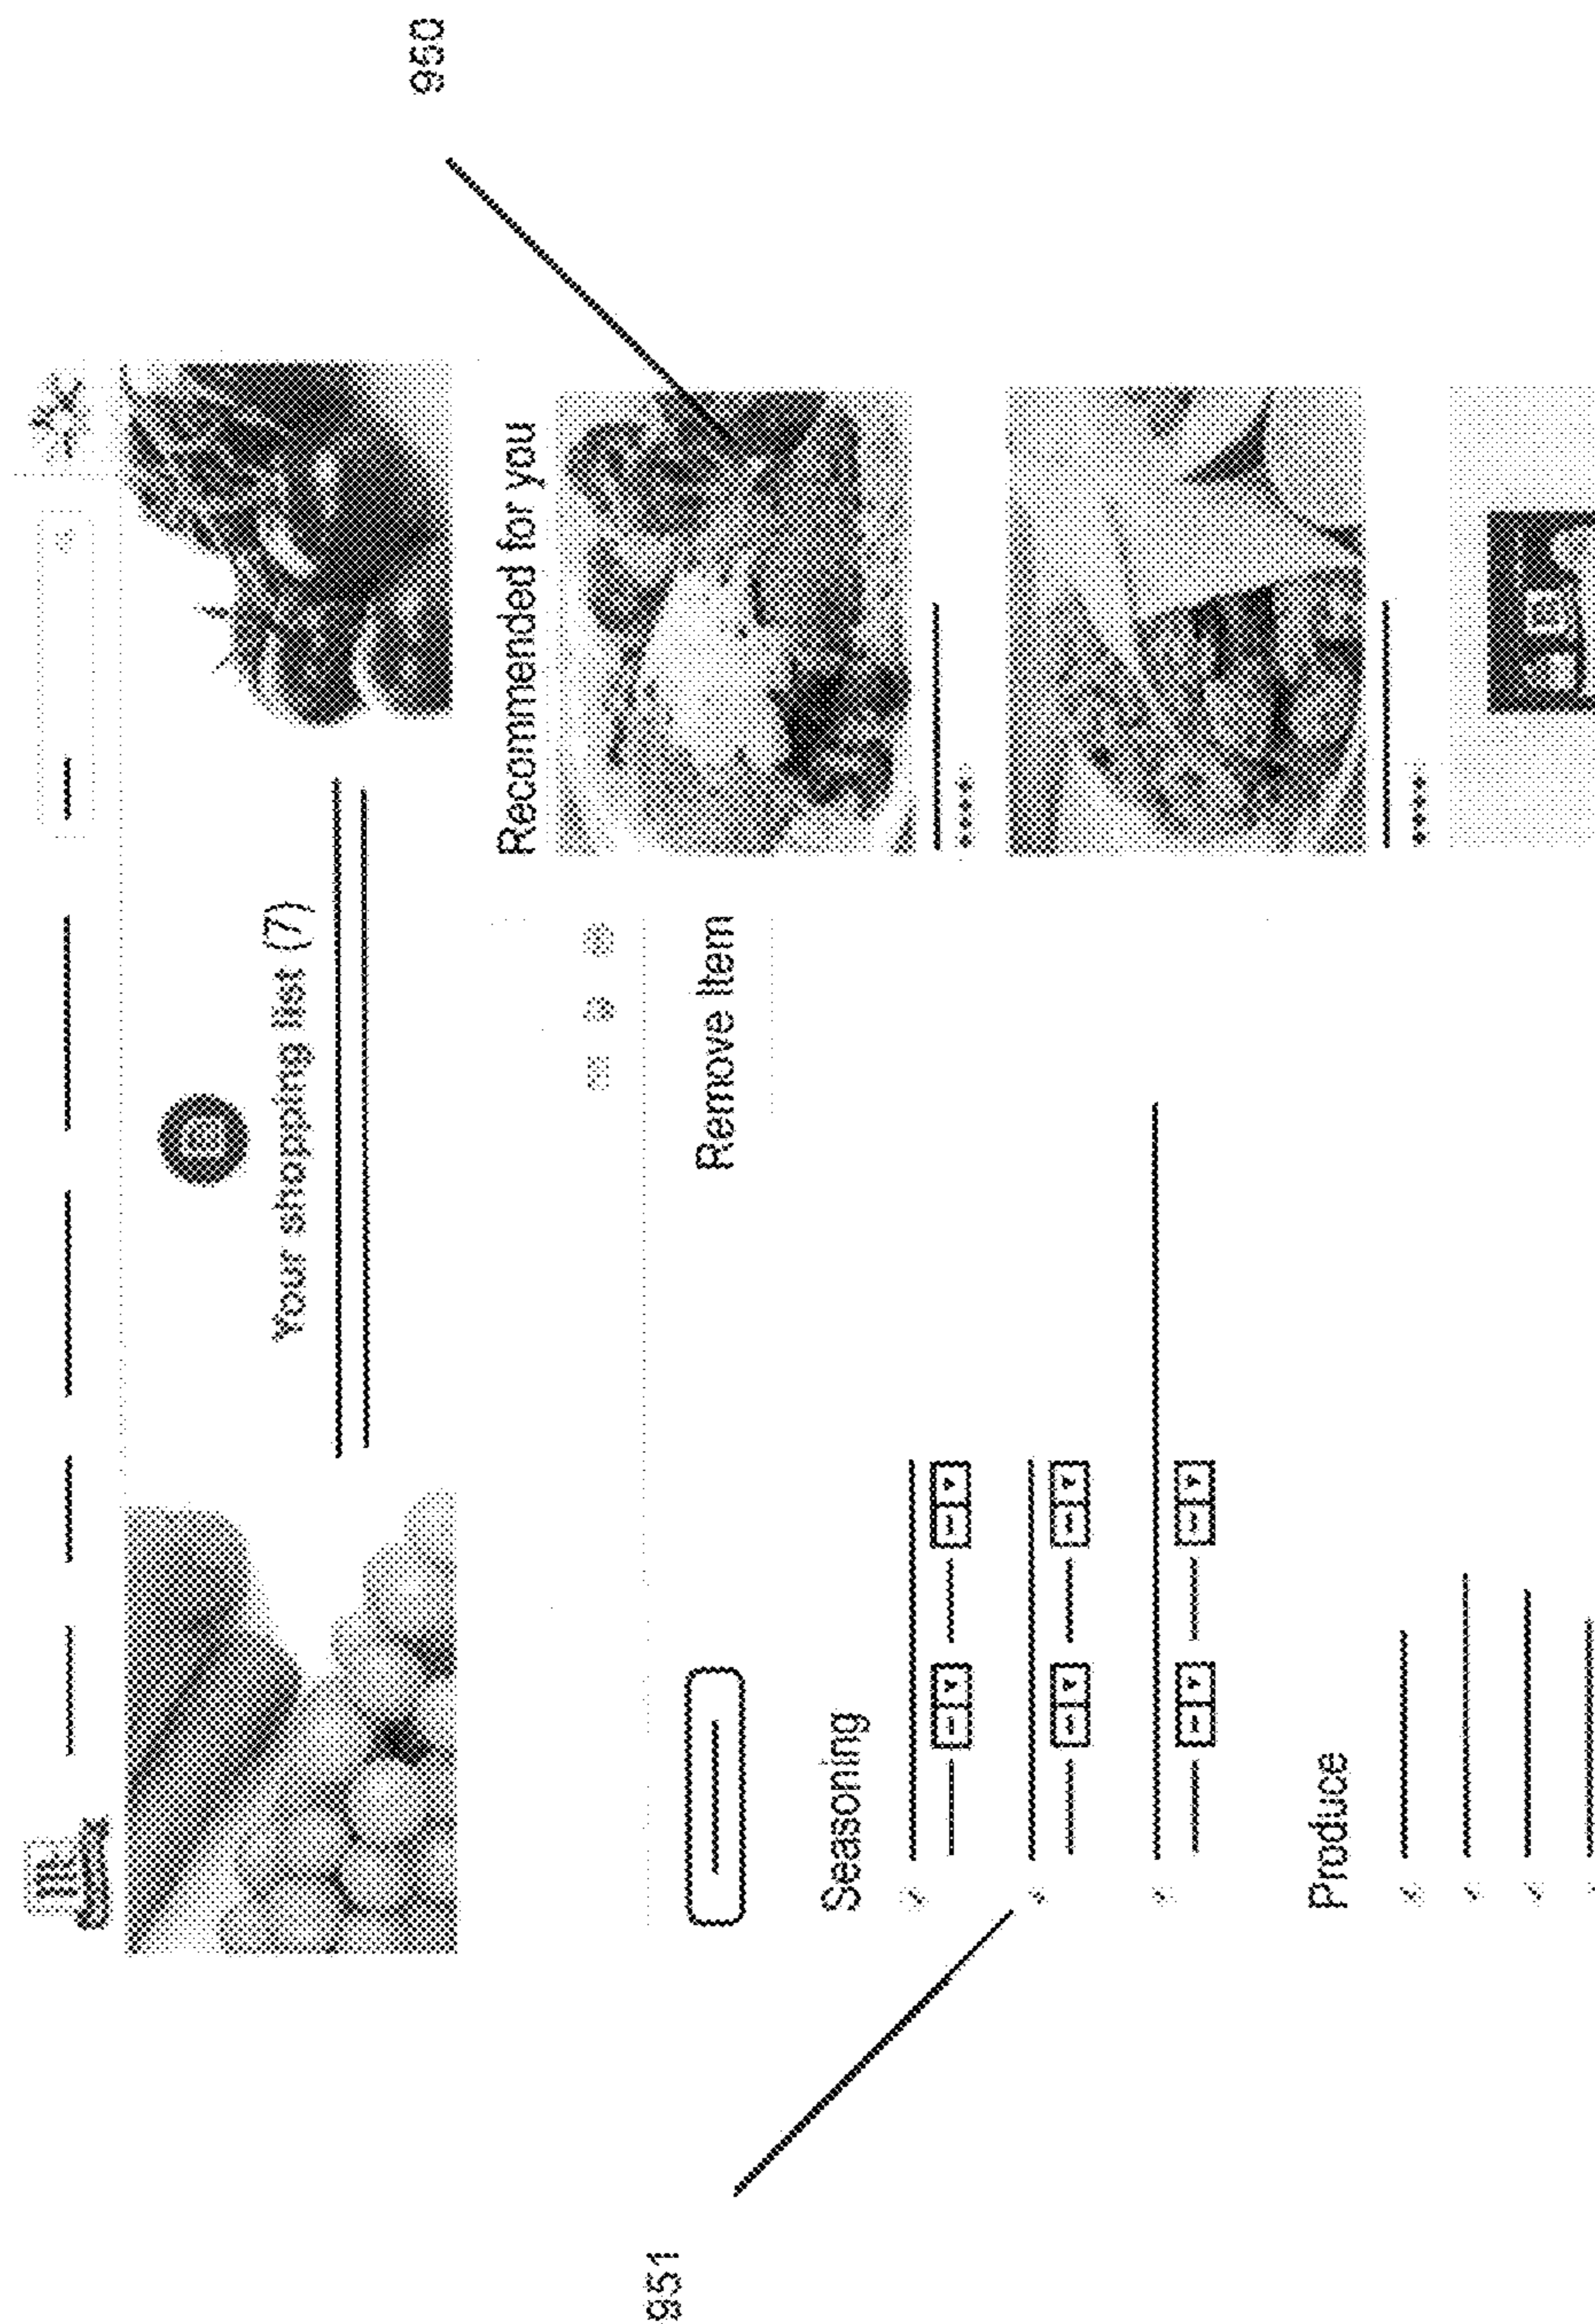 950
Your shopping list (7)
Recommended for you
Remove Item
951
Seasoning
Produce